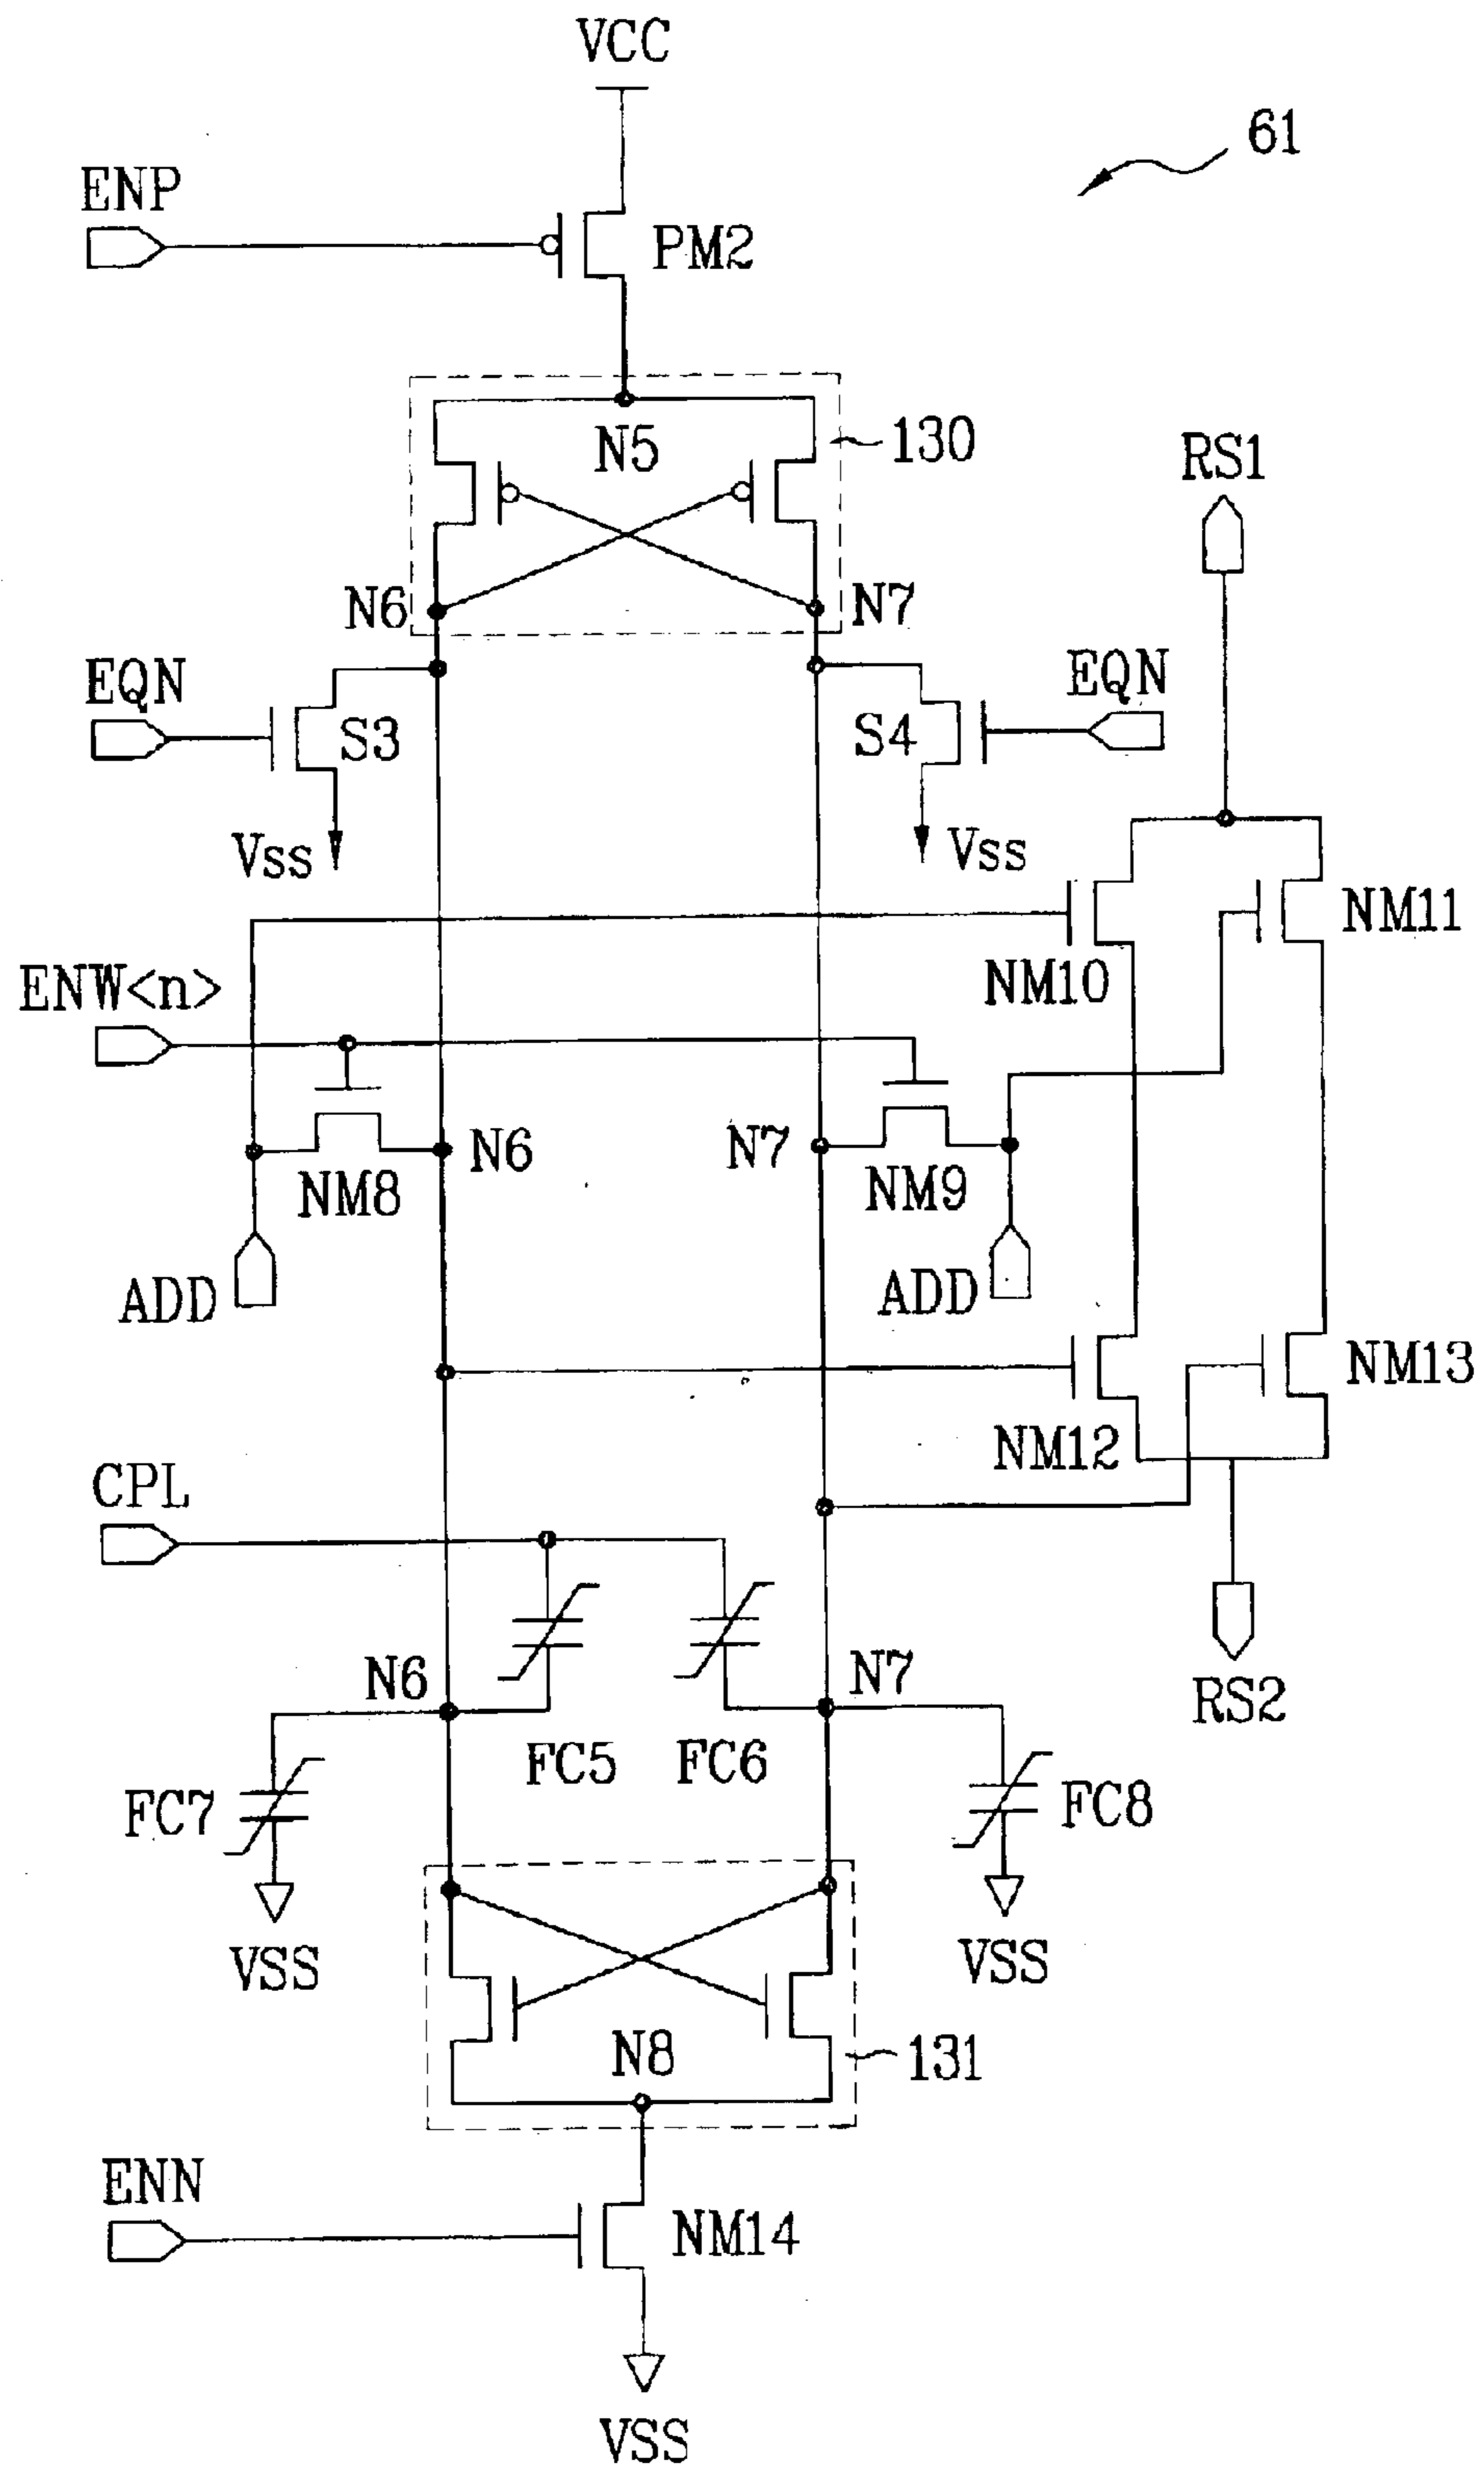 VCC
61
ENP
PM2
N5
130
RS1
N6
N7
EQN
S3
S4
EQN
Vss
Vss
NM10
NM11
ENW<n>
N6
N7
NM8
NM9
ADD
ADD
NM12
NM13
CPL
N6
N7
RS2
FC5
FC6
FC7
FC8
VSS
VSS
N8
131
ENN
NM14
VSS